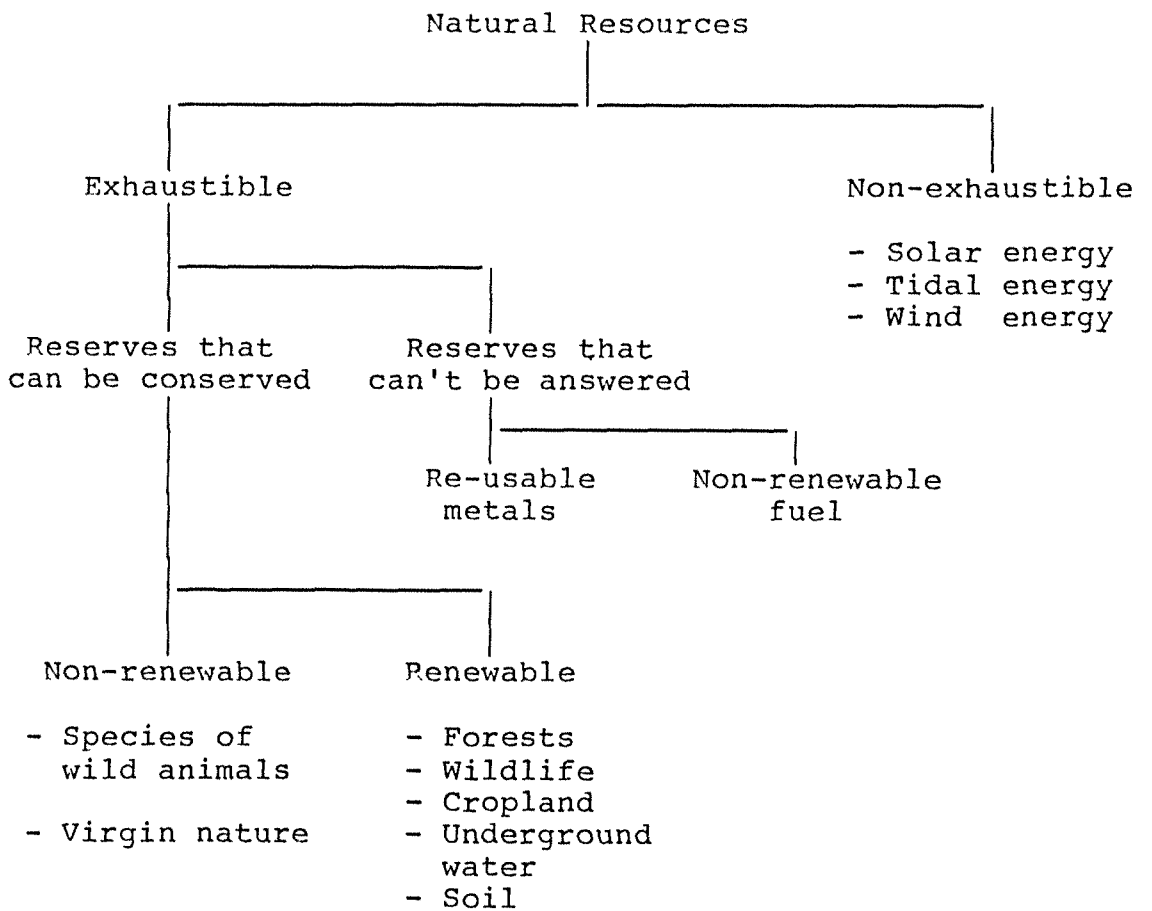 Natural Resources
Exhaustible
Non-exhaustible
- Solar energy
- Tidal energy
- Wind energy
Reserves that
can be conserved
Reserves that
can't be answered
Re-usable
metals
Non-renewable
fuel
Non-renewable
- Species of
wild animals
- Virgin nature
Renewable
- Forests
- Wildlife
- Cropland
- Underground
water
- Soil